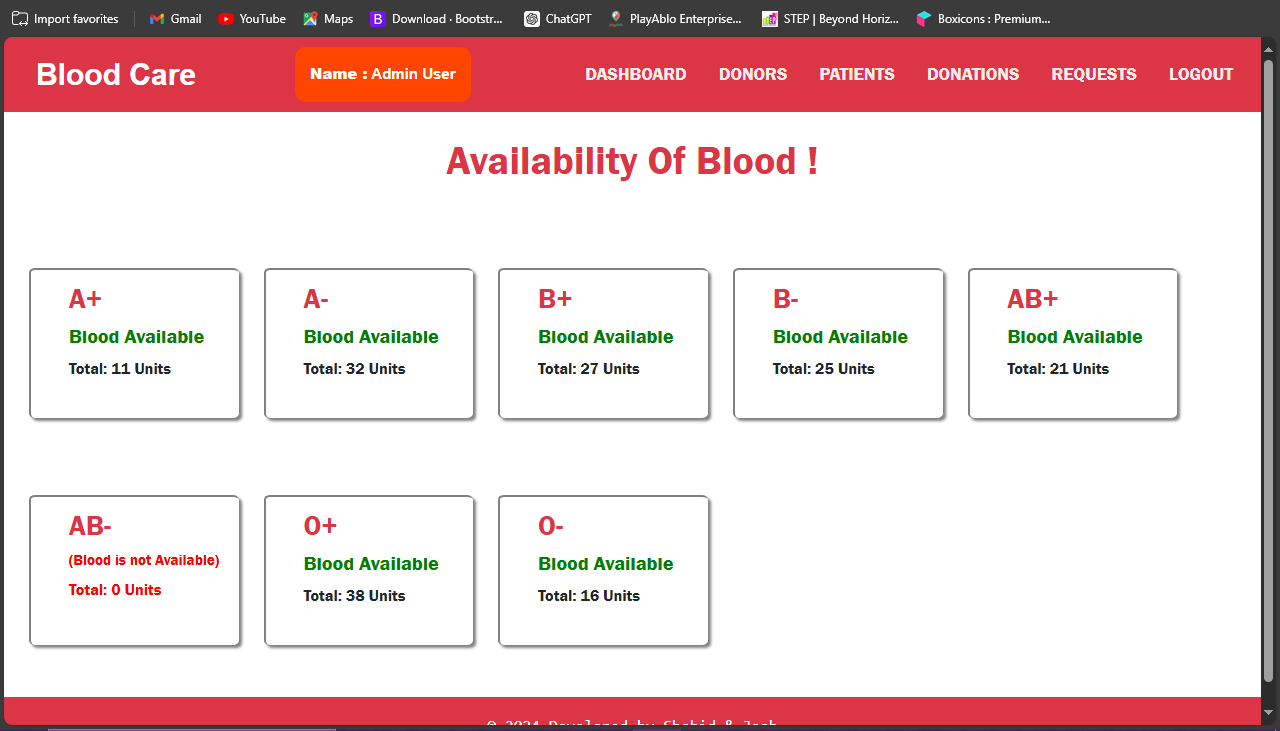 Import favorites Gmail YouTube Maps Download · Bootstr... ChatGPT PlayAblo Enterprise... STEP | Beyond Horiz... Boxicons : Premium...
Blood Care Name : Admin User DASHBOARD DONORS PATIENTS DONATIONS REQUESTS LOGOUT
Availability Of Blood !
A+
Blood Available
Total: 11 Units
A-
Blood Available
Total: 32 Units
B+
Blood Available
Total: 27 Units
B-
Blood Available
Total: 25 Units
AB+
Blood Available
Total: 21 Units
AB-
(Blood is not Available)
Total: 0 Units
O+
Blood Available
Total: 38 Units
O-
Blood Available
Total: 16 Units
© 2024 Developed by Shahid &